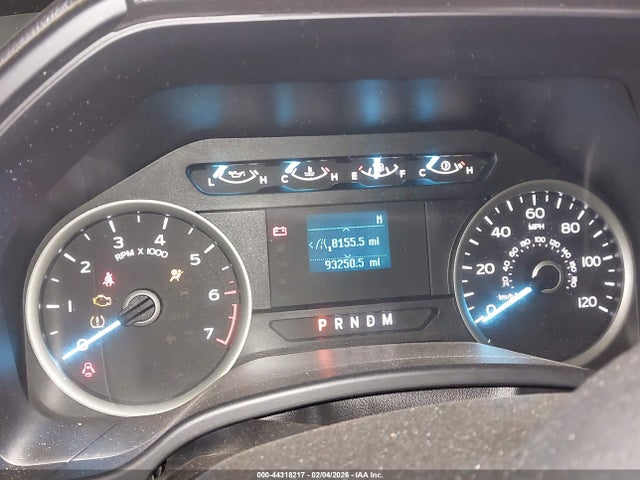 L H C H E F C H
N
8155.5 mi
93250.5 mi
P R N D M
0 1 2 3 4 5 6 7
RPM X 1000
0 20 40 60 80 100 120
MPH
km/h
000-44318217 - 02/04/2026 - IAA Inc.